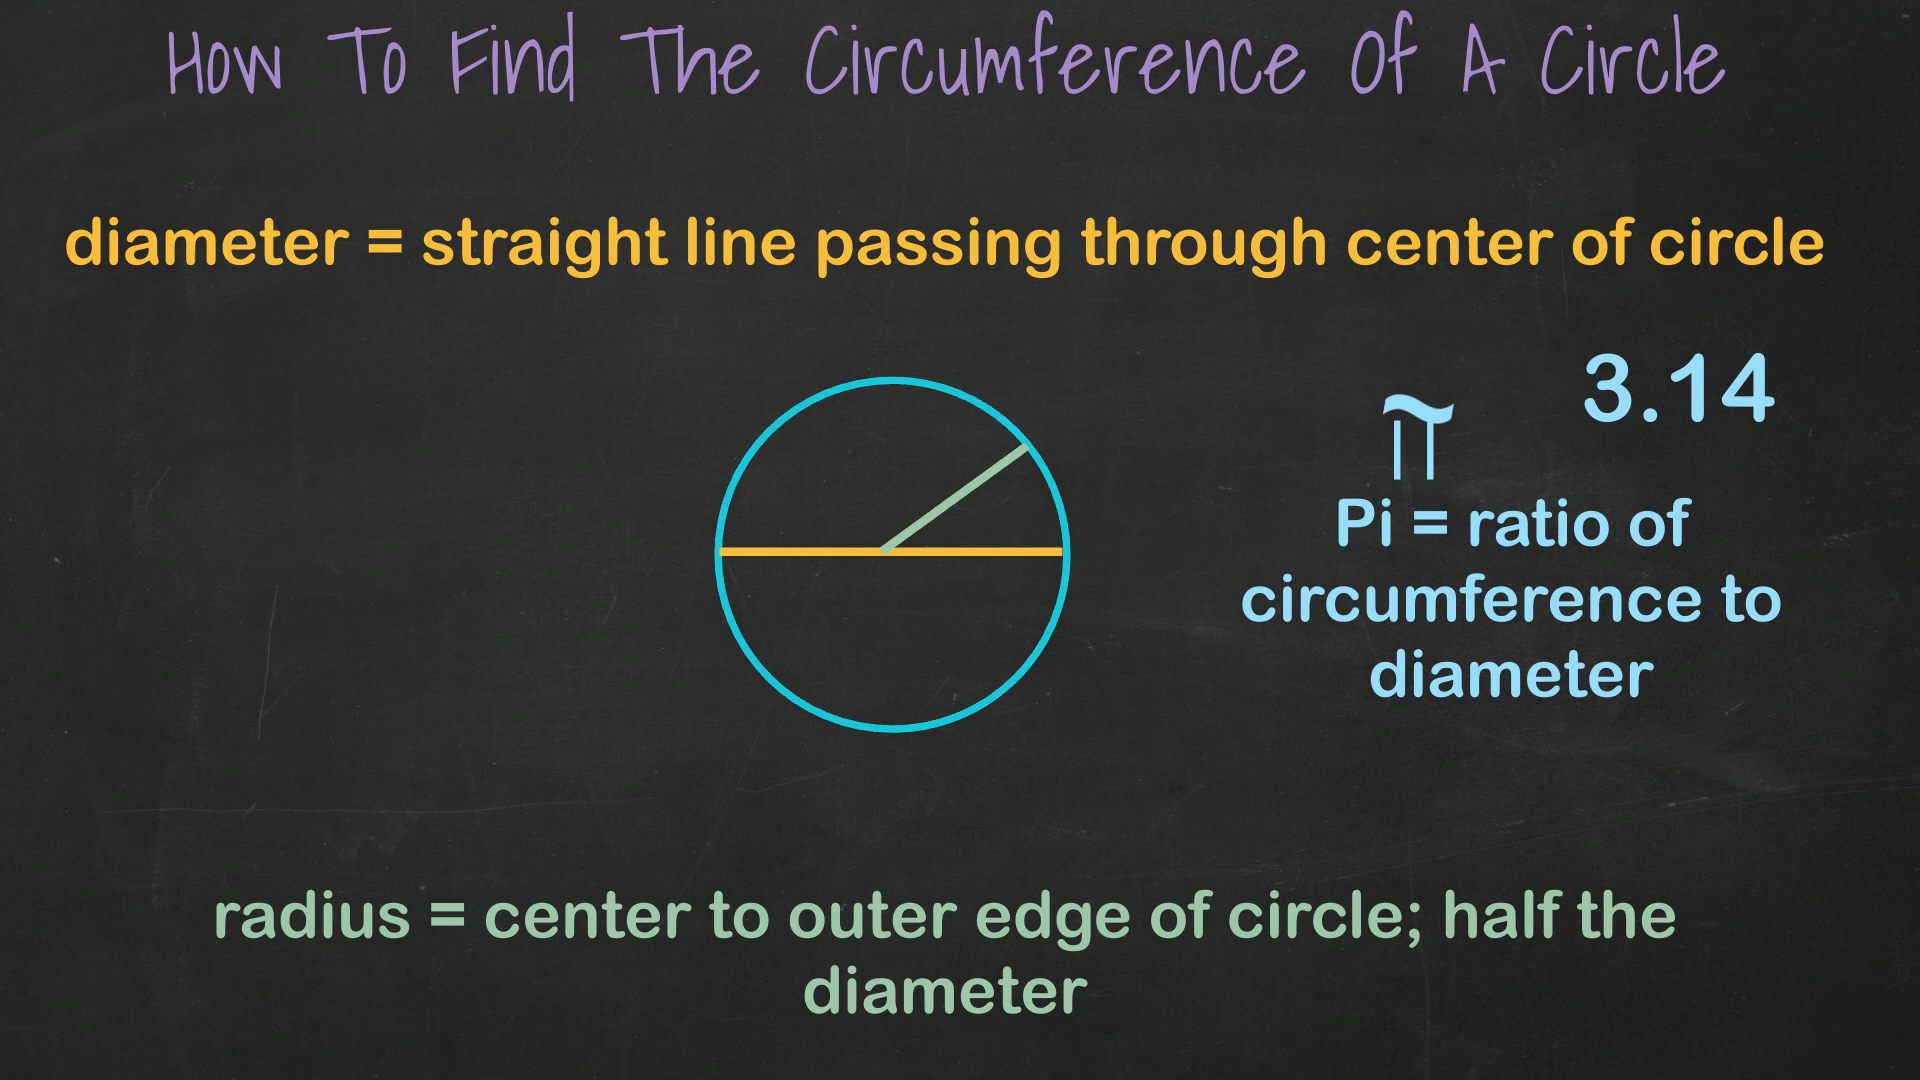 How To Find The Circumference Of A Circle
diameter = straight line passing through center of circle
3.14
π
Pi = ratio of
circumference to
diameter
radius = center to outer edge of circle; half the
diameter